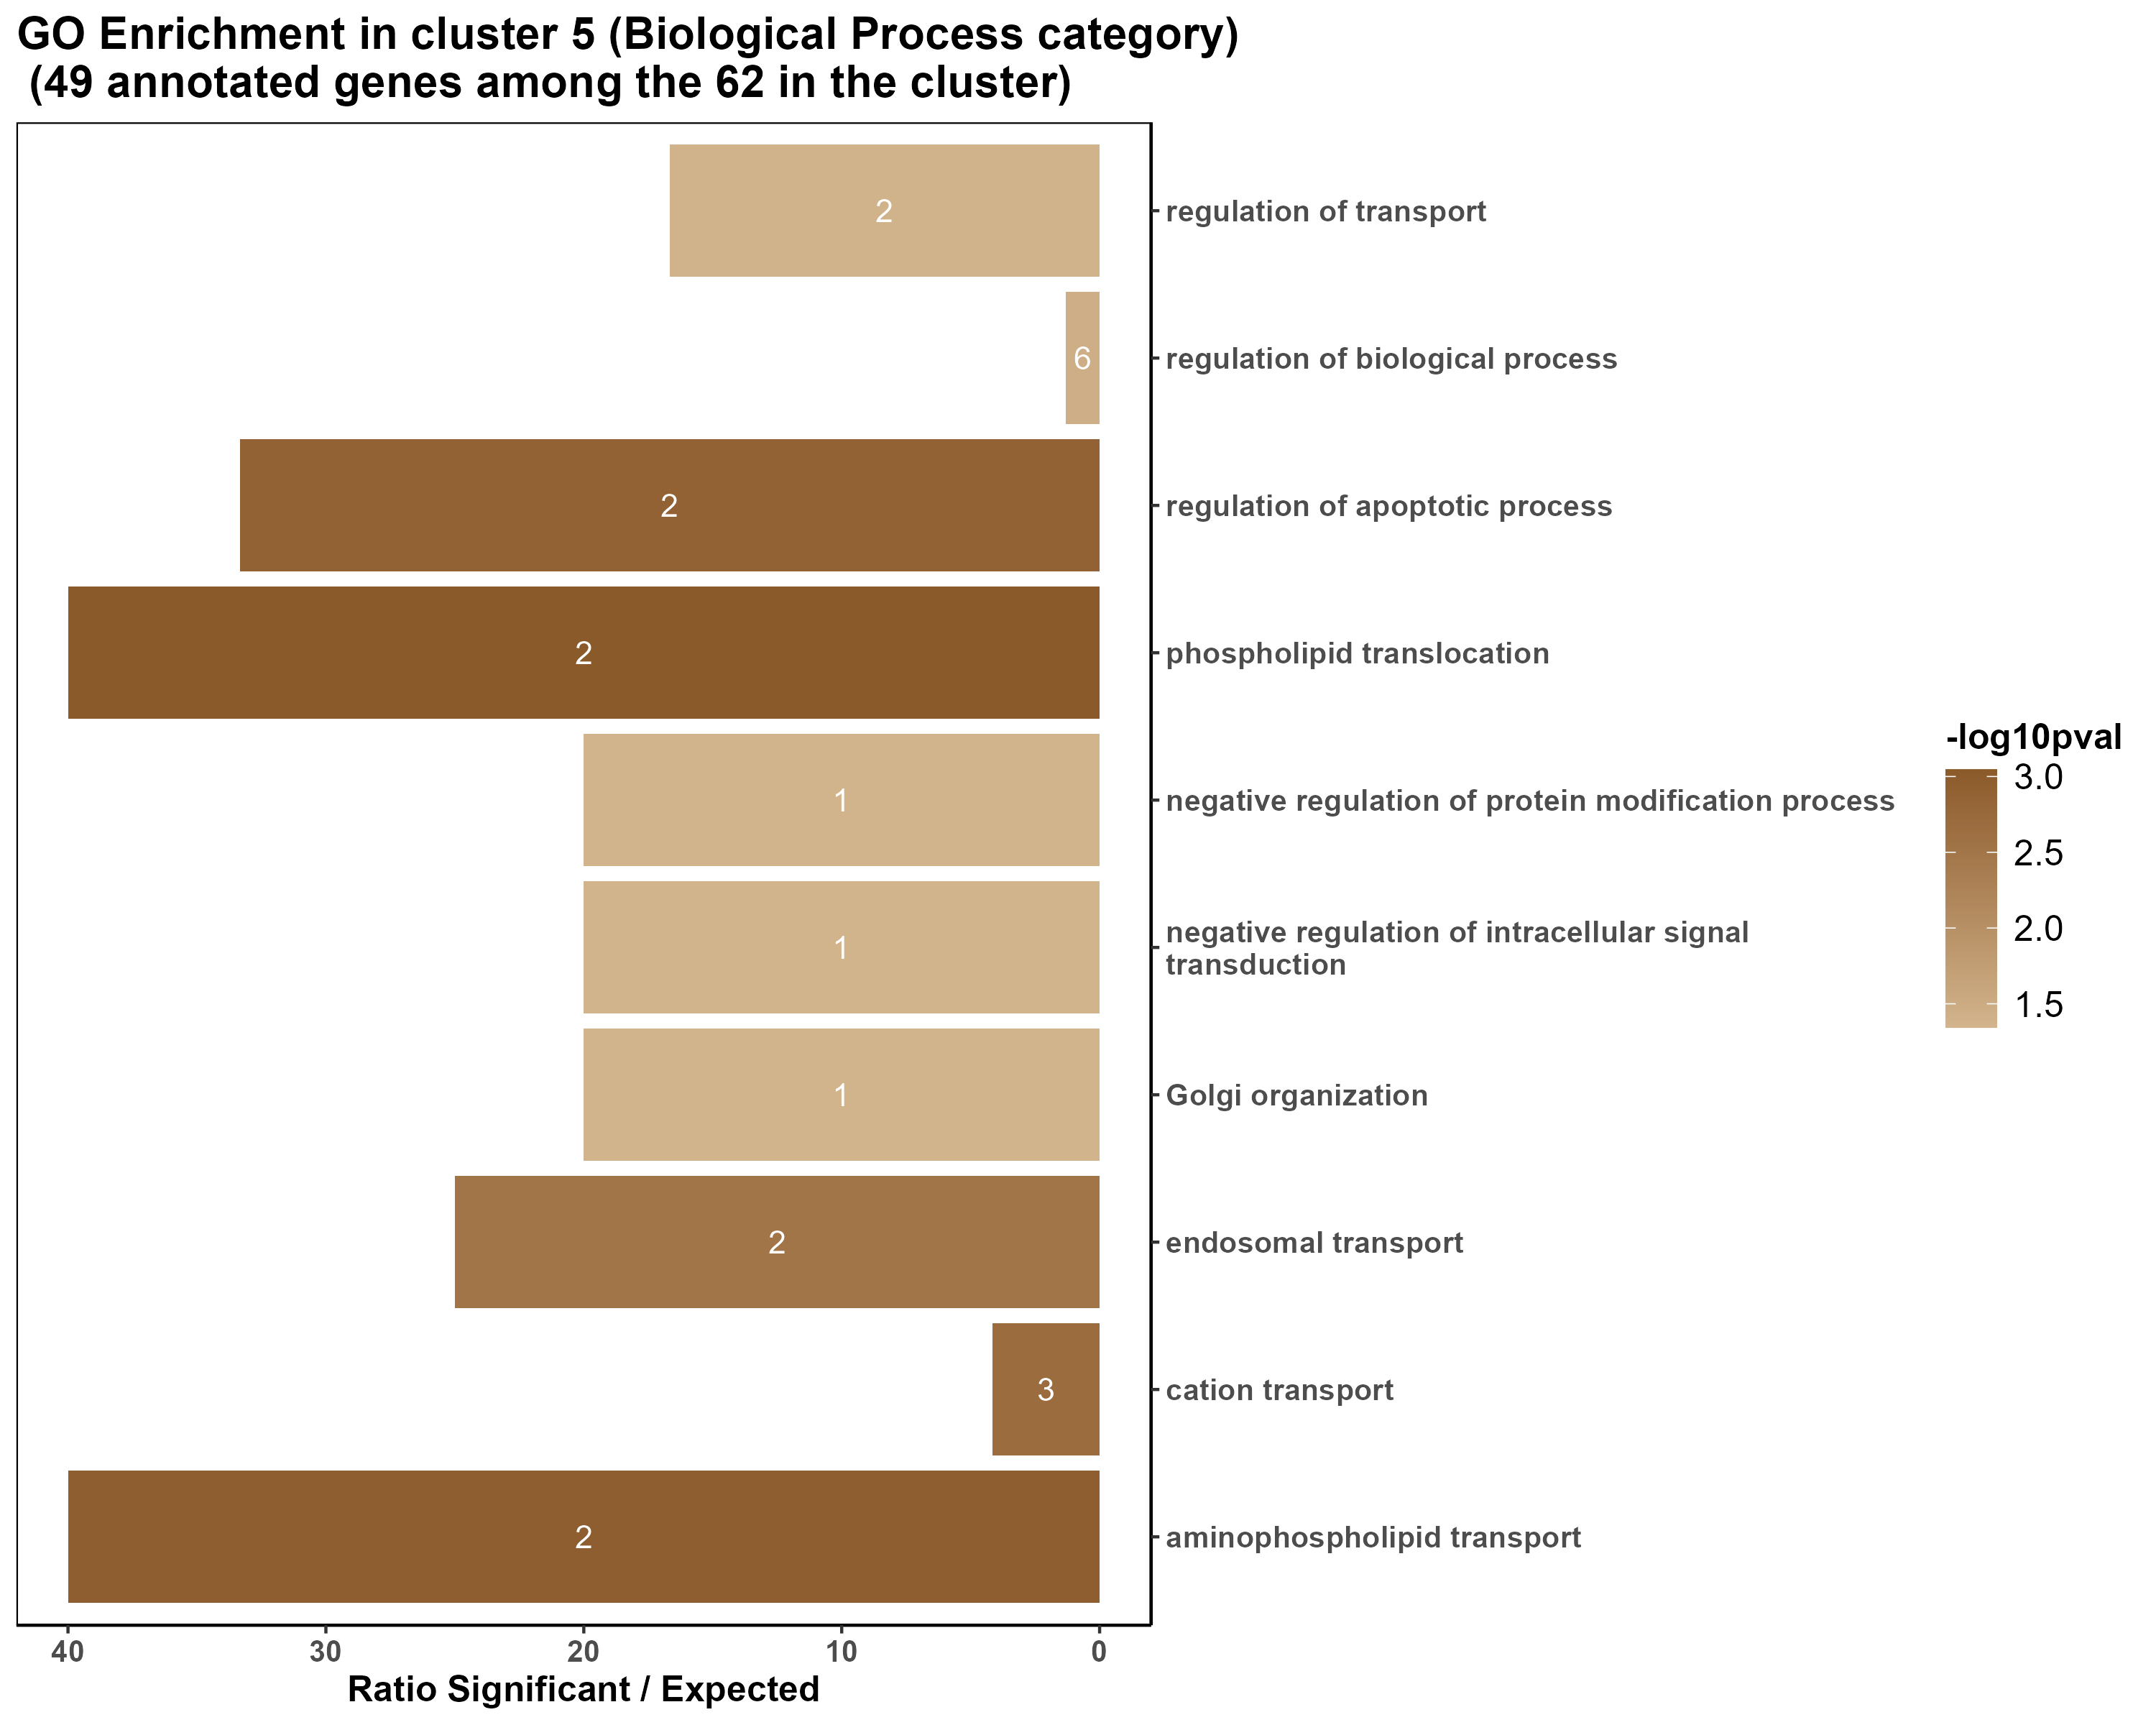 GO Enrichment in cluster 5 (Biological Process category)
(49 annotated genes among the 62 in the cluster)
2
regulation of transport
6
regulation of biological process
2
regulation of apoptotic process
2
phospholipid translocation
1
negative regulation of protein modification process
1
negative regulation of intracellular signal
transduction
1
Golgi organization
2
endosomal transport
3
cation transport
2
aminophospholipid transport
40 30 20 10 0
Ratio Significant / Expected
-log10pval
3.0
2.5
2.0
1.5